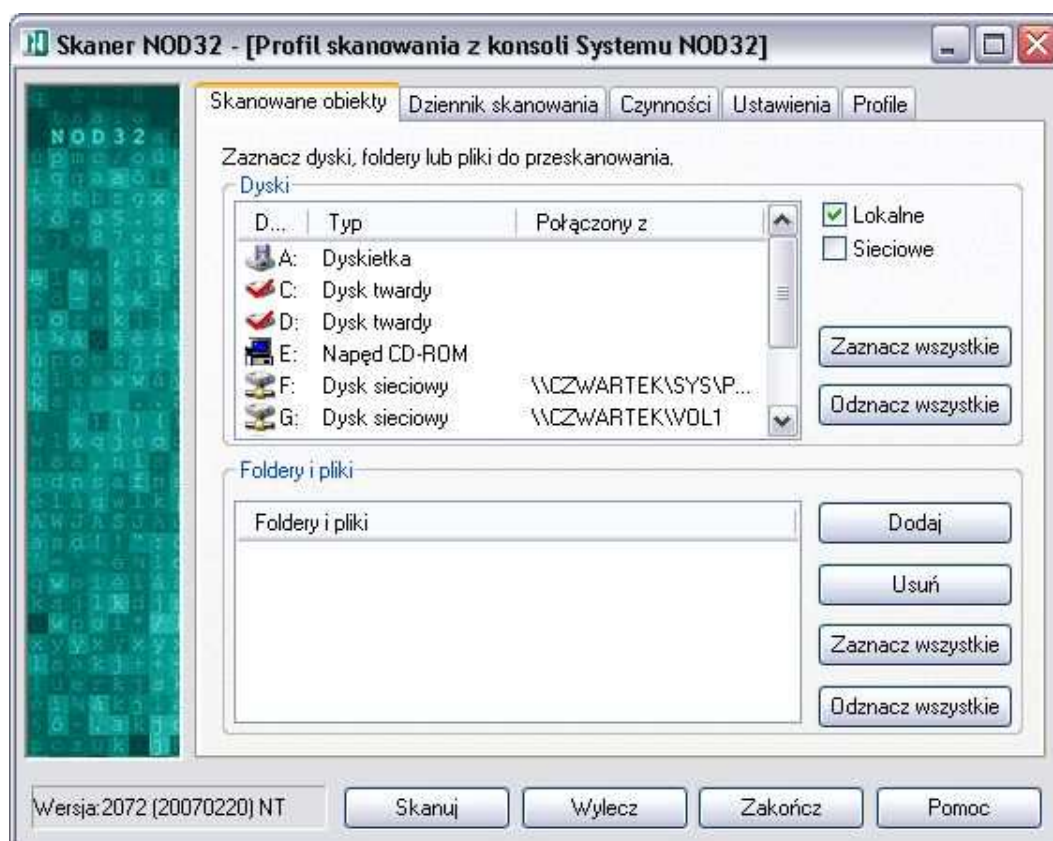 Skaner NOD32 - [Profil skanowania z konsoli Systemu NOD32]
NOD32
Skanowane obiekty Dziennik skanowania Czynności Ustawienia Profile
Zaznacz dyski, foldery lub pliki do przeskanowania.
Dyski
D... Typ Połączony z
A: Dyskietka
C: Dysk twardy
D: Dysk twardy
E: Napęd CD-ROM
F: Dysk sieciowy \\CZWARTEK\SYS\P...
G: Dysk sieciowy \\CZWARTEK\VOL1
Lokalne
Sieciowe
Zaznacz wszystkie
Odznacz wszystkie
Foldery i pliki
Foldery i pliki
Dodaj
Usuń
Zaznacz wszystkie
Odznacz wszystkie
Wersja:2072 (20070220) NT Skanuj Wylecz Zakończ Pomoc